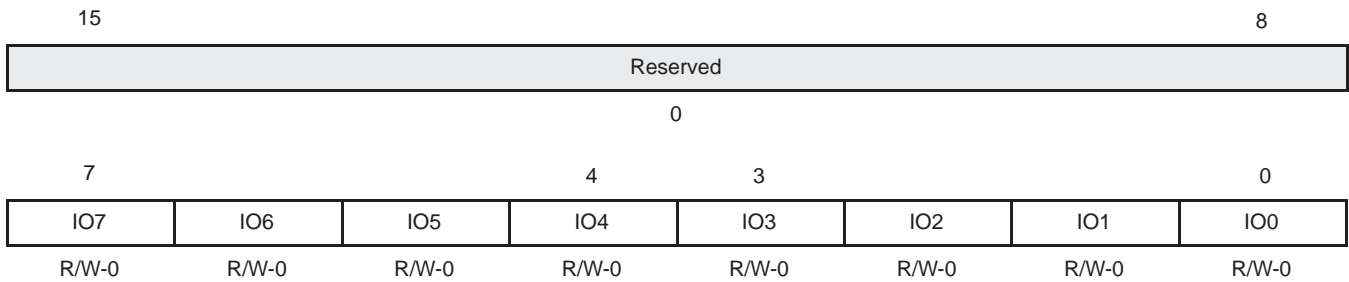 15 8
Reserved
0
7 4 3 0
IO7 IO6 IO5 IO4 IO3 IO2 IO1 IO0
R/W-0 R/W-0 R/W-0 R/W-0 R/W-0 R/W-0 R/W-0 R/W-0